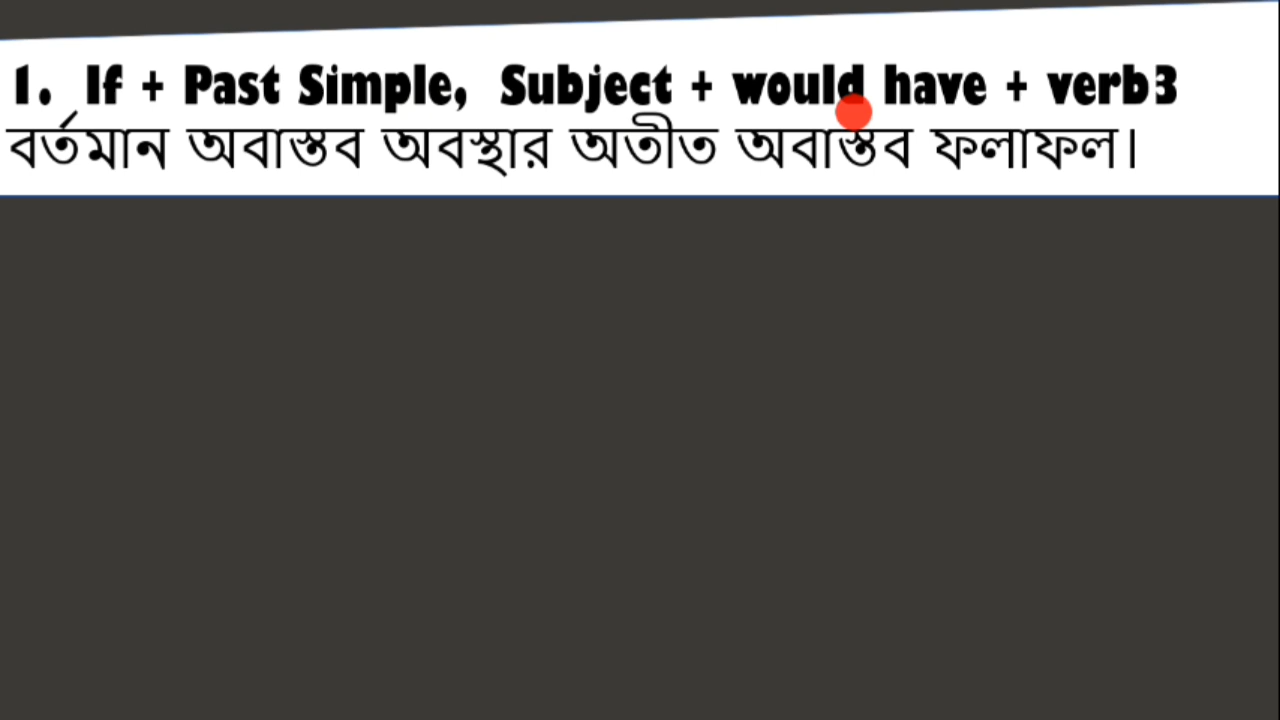 1. If + Past Simple, Subject + would have + verb3
বর্তমান অবাস্তব অবস্থার অতীত অবাস্তব ফলাফল।